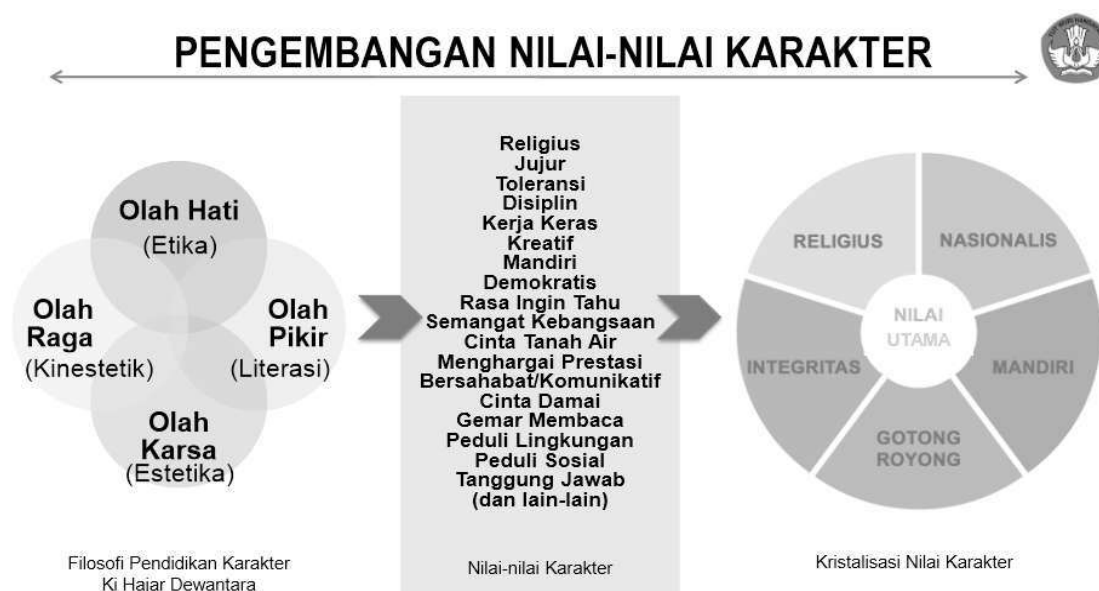 PENGEMBANGAN NILAI-NILAI KARAKTER
Olah Hati
(Etika)
Olah
Raga
(Kinestetik)
Olah
Pikir
(Literasi)
Olah
Karsa
(Estetika)
Filosofi Pendidikan Karakter
Ki Hajar Dewantara
Religius
Jujur
Toleransi
Disiplin
Kerja Keras
Kreatif
Mandiri
Demokratis
Rasa Ingin Tahu
Semangat Kebangsaan
Cinta Tanah Air
Menghargai Prestasi
Bersahabat/Komunikatif
Cinta Damai
Gemar Membaca
Peduli Lingkungan
Peduli Sosial
Tanggung Jawab
(dan lain-lain)
Nilai-nilai Karakter
RELIGIUS
NASIONALIS
NILAI
UTAMA
INTEGRITAS
MANDIRI
GOTONG
ROYONG
Kristalisasi Nilai Karakter